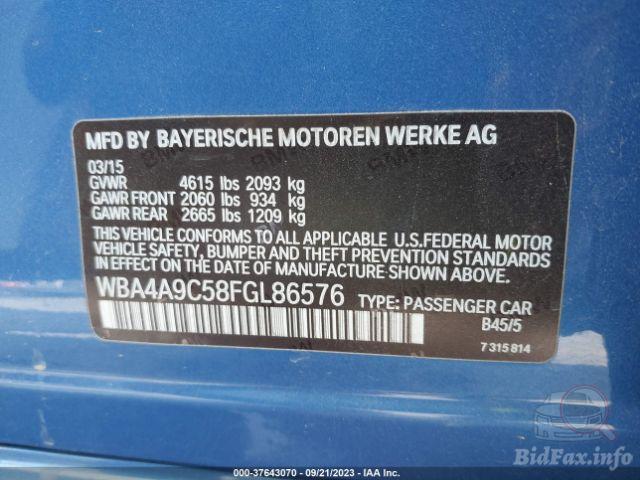 MFD BY BAYERISCHE MOTOREN WERKE AG
03/15
GVWR 4615 lbs 2093 kg
GAWR FRONT 2060 lbs 934 kg
GAWR REAR 2665 lbs 1209 kg
THIS VEHICLE CONFORMS TO ALL APPLICABLE U.S.FEDERAL MOTOR
VEHICLE SAFETY, BUMPER AND THEFT PREVENTION STANDARDS
IN EFFECT ON THE DATE OF MANUFACTURE SHOWN ABOVE.
WBA4A9C58FGL86576 TYPE: PASSENGER CAR
B45/5
7 315 814
BidFax.info
000-37643070 - 09/21/2023 - IAA Inc.